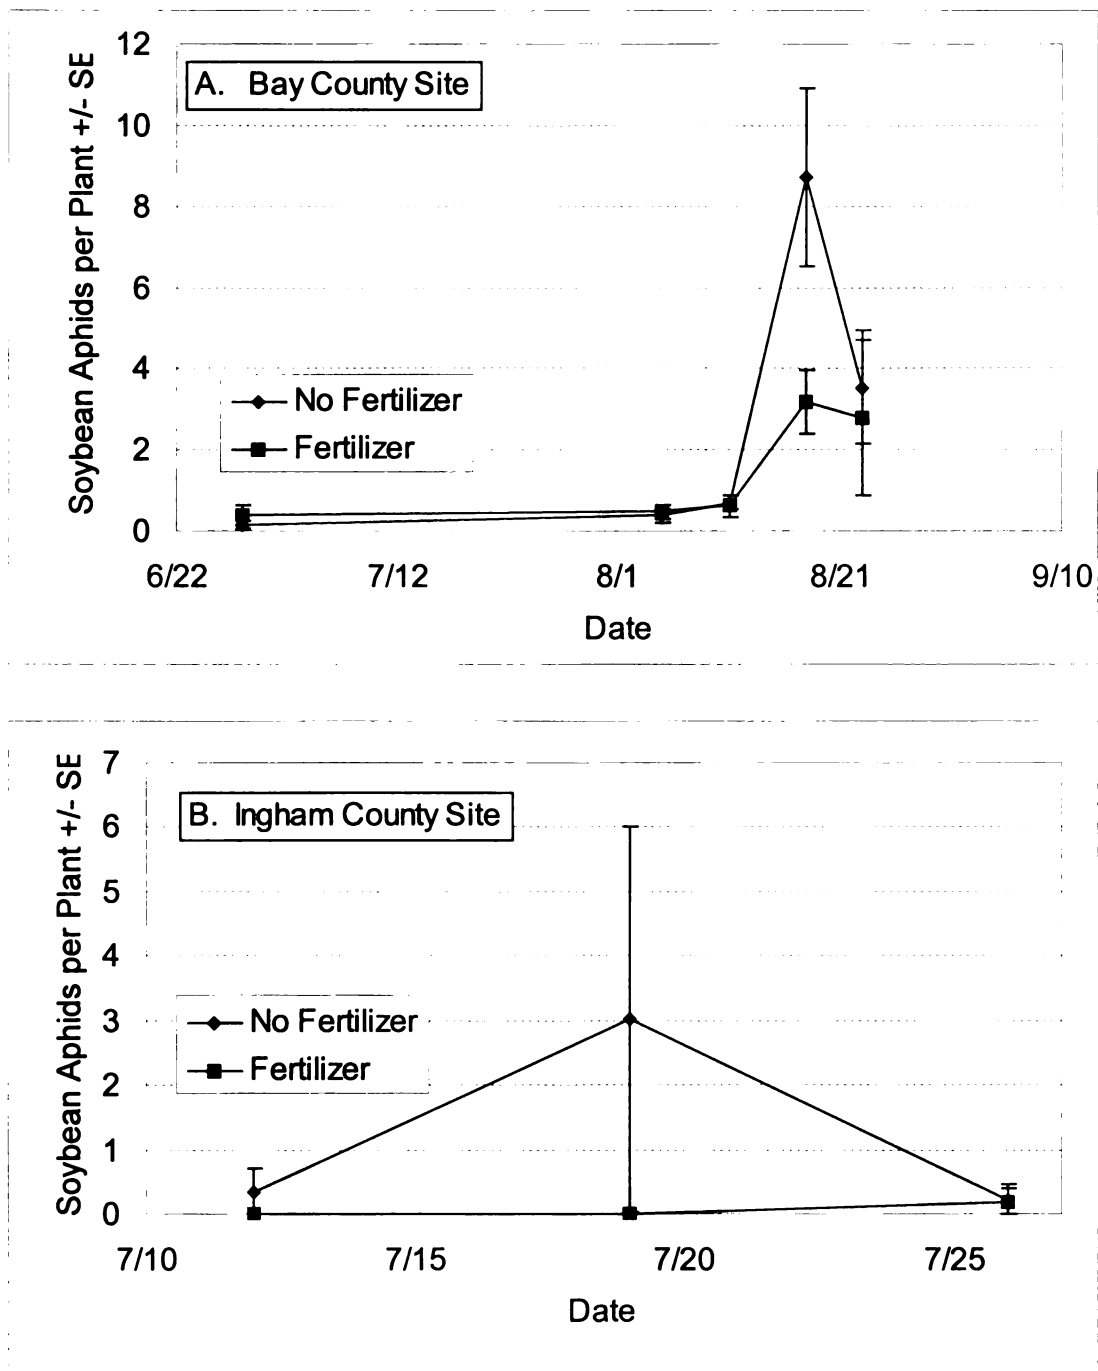 Soybean Aphids per Plant +/- SE
12
10
8
6
4
2
0
A. Bay County Site
No Fertilizer
Fertilizer
6/22 7/12 8/1 8/21 9/10
Date
Soybean Aphids per Plant +/- SE
7
6
5
4
3
2
1
0
B. Ingham County Site
No Fertilizer
Fertilizer
7/10 7/15 7/20 7/25
Date